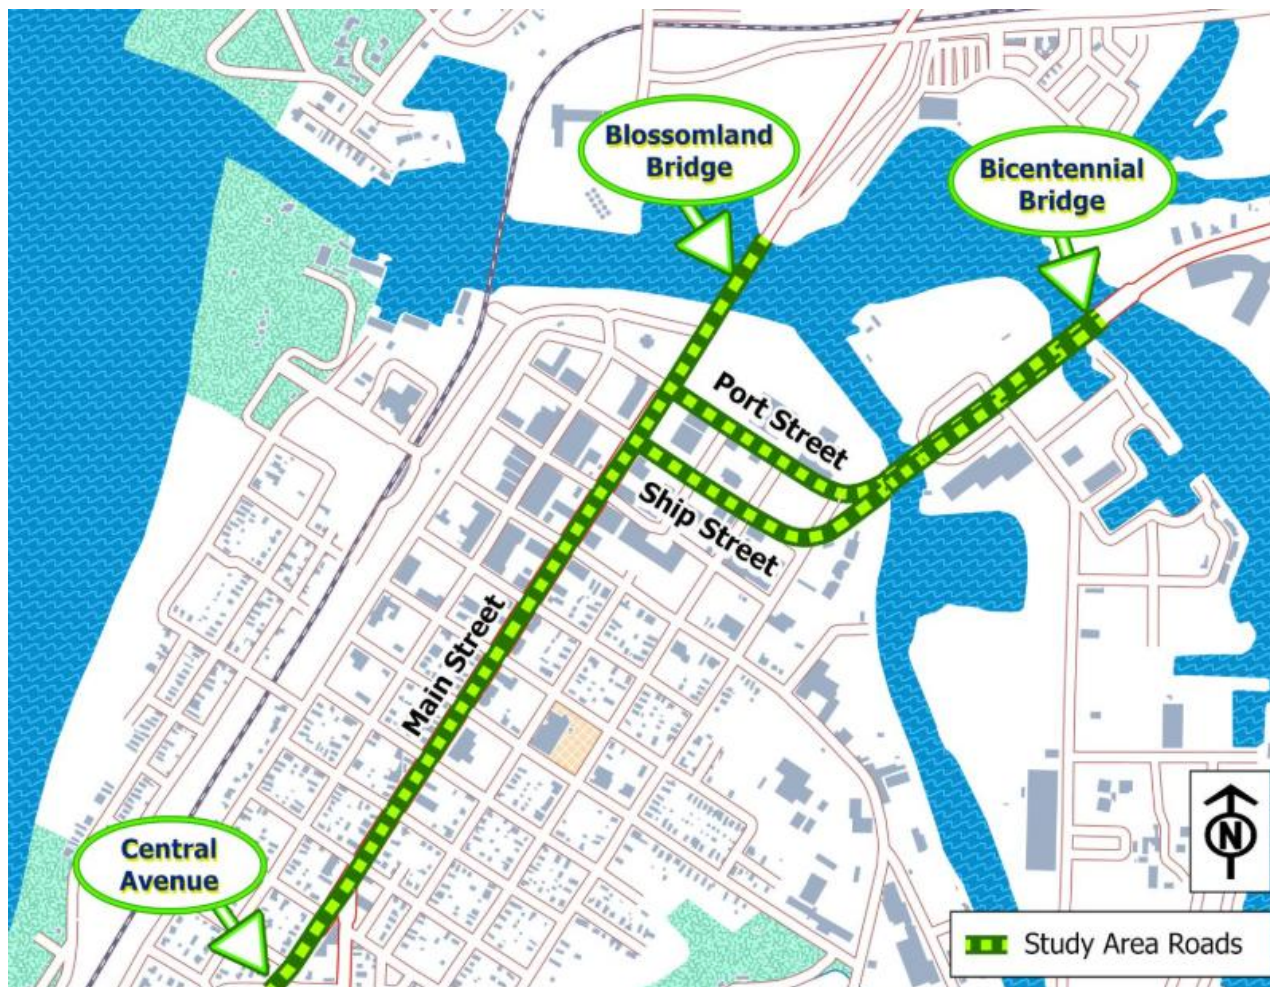 Blossomland
Bridge
Bicentennial
Bridge
Port Street
Ship Street
Main Street
Central
Avenue
N
Study Area Roads